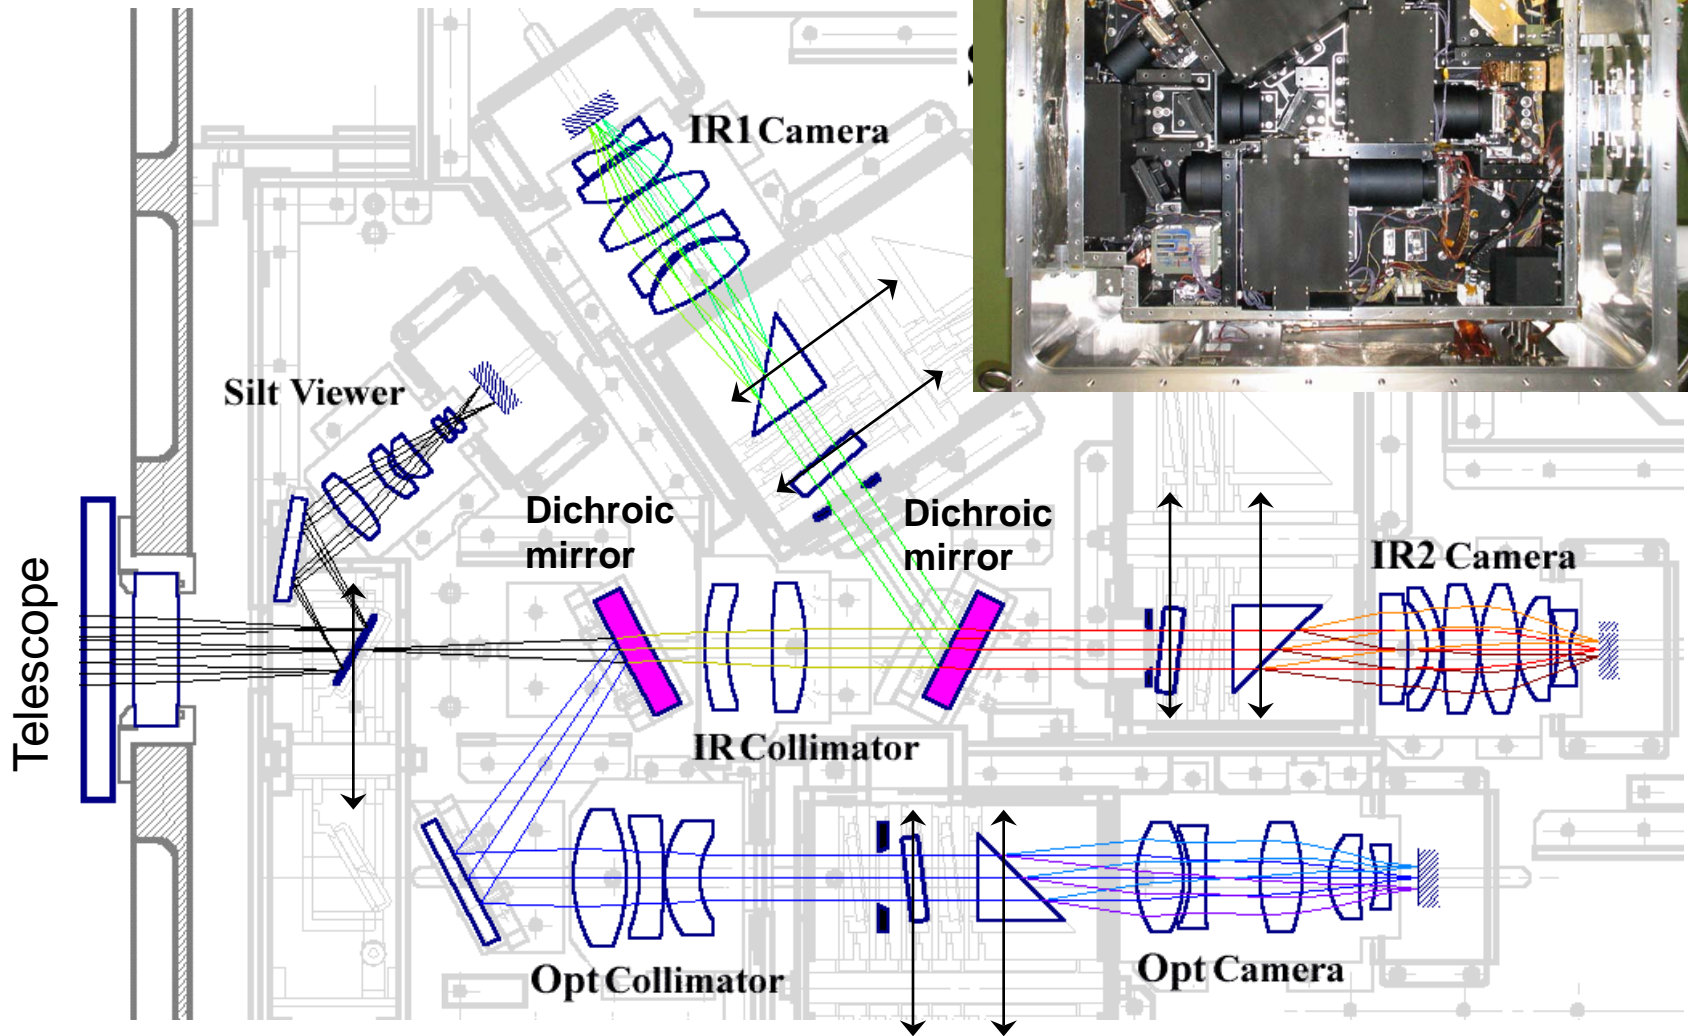 IR1 Camera
Silt Viewer
Dichroic
mirror
Dichroic
mirror
IR2 Camera
Telescope
IR Collimator
Opt Collimator
Opt Camera